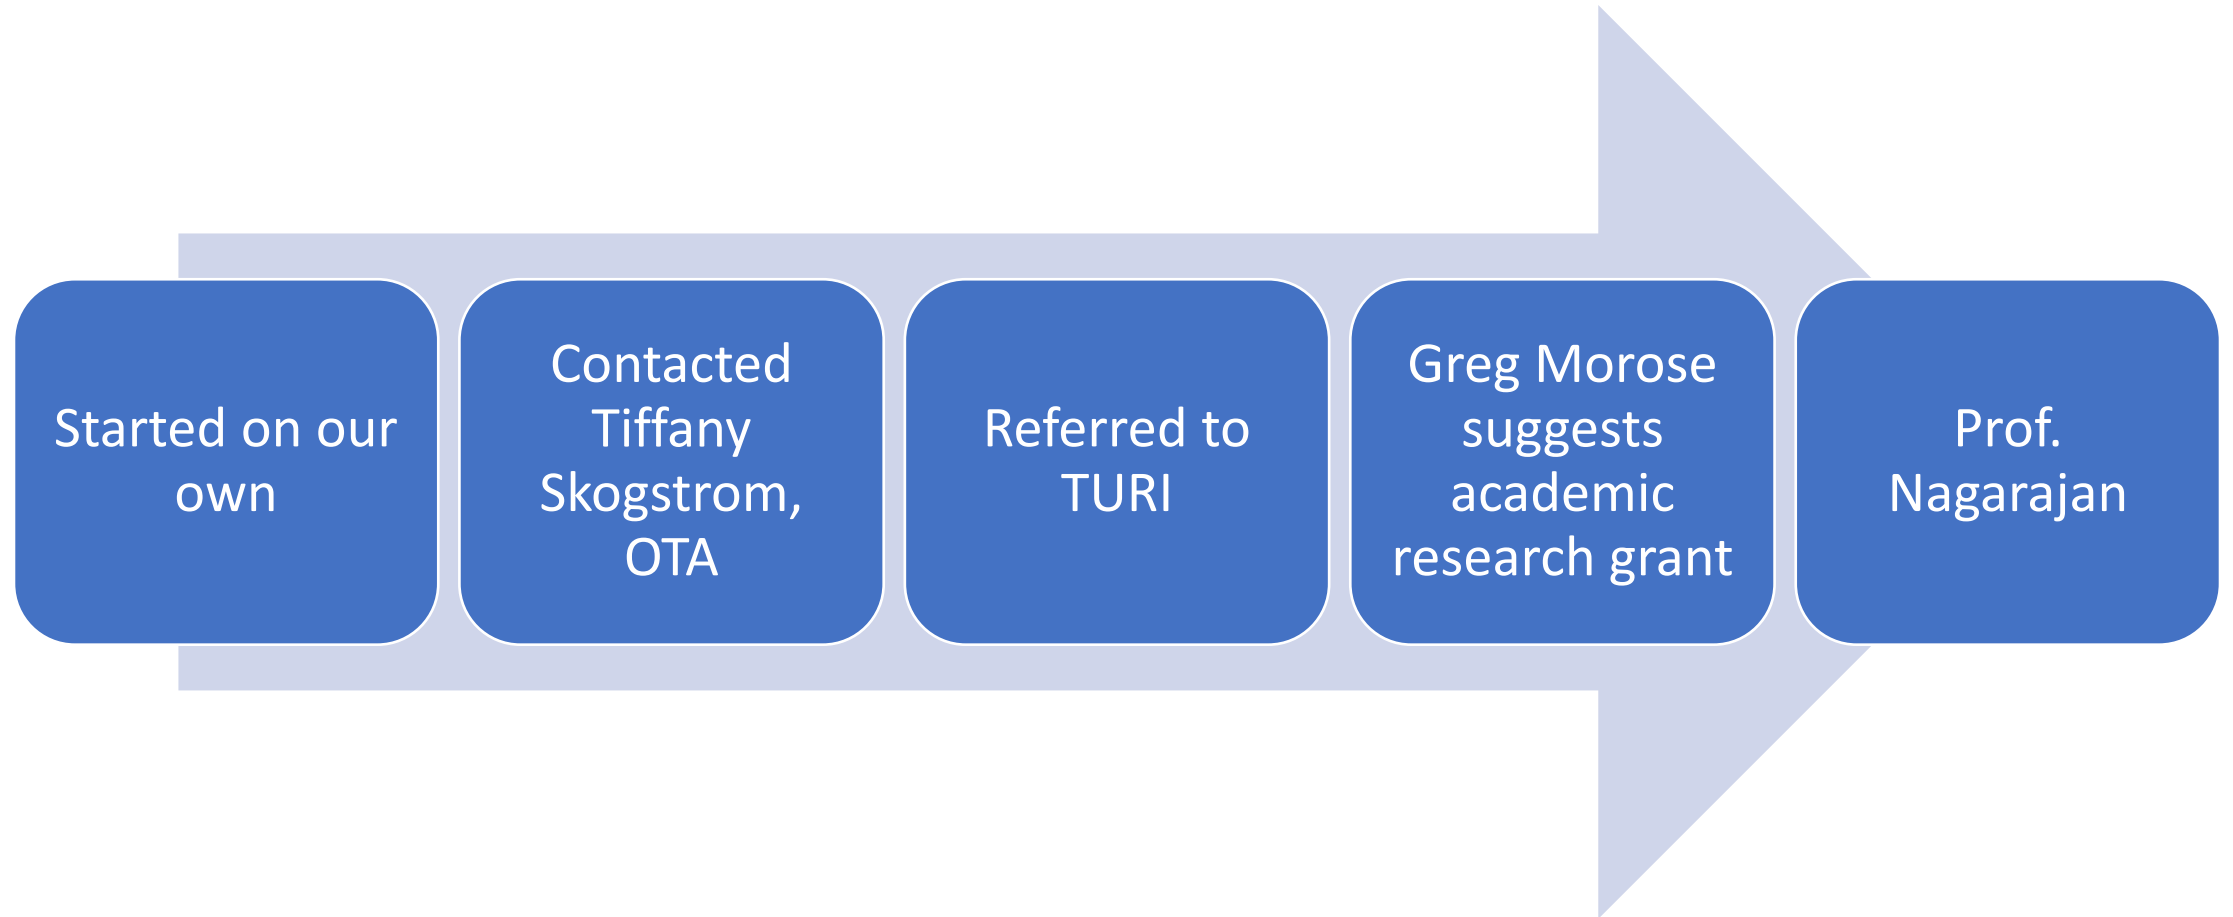 Started on our
own
Contacted
Tiffany
Skogstrom,
OTA
Referred to
TURI
Greg Morose
suggests
academic
research grant
Prof.
Nagarajan